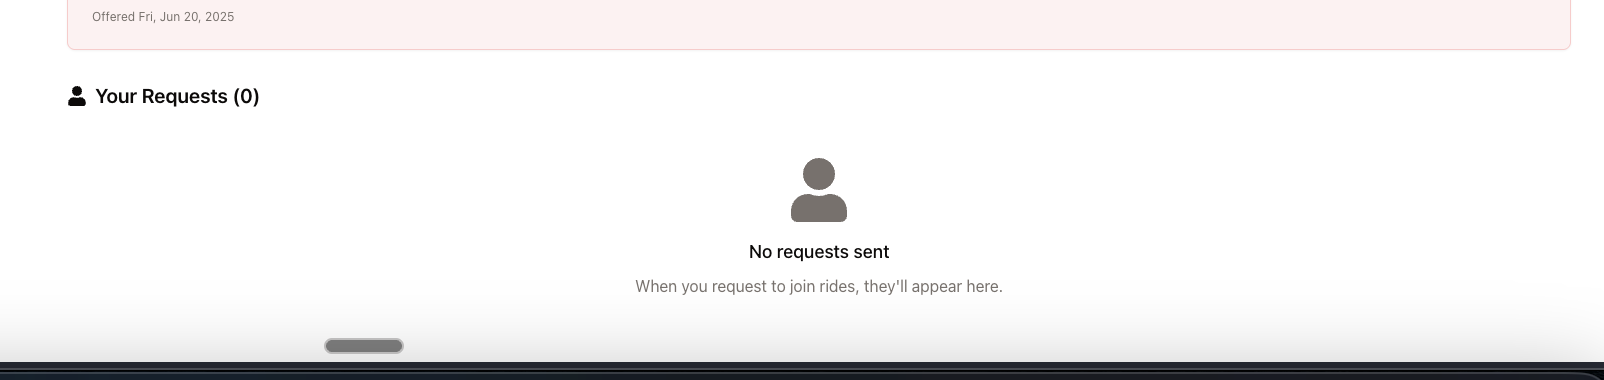 Offered Fri, Jun 20, 2025
Your Requests (0)
No requests sent
When you request to join rides, they'll appear here.